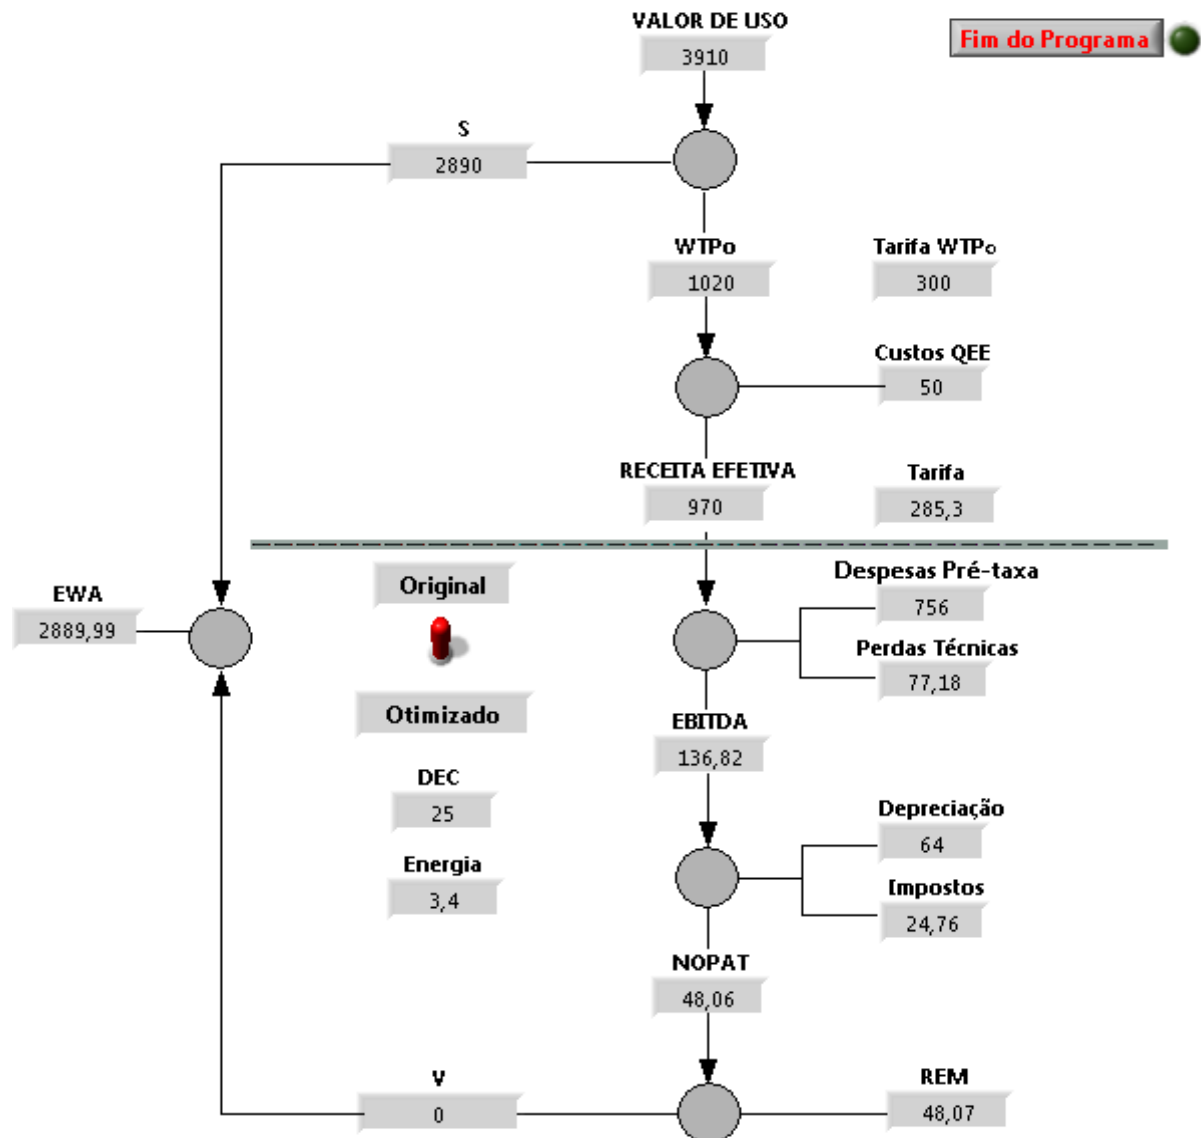 VALOR DE USO
3910
Fim do Programa
S
2890
WTPo
1020
Tarifa WTPo
300
Custos QEE
50
RECEITA EFETIVA
970
Tarifa
285,3
EWA
2889,99
Original
Otimizado
Despesas Pré-taxa
756
Perdas Técnicas
77,18
EBITDA
136,82
DEC
25
Energia
3,4
Depreciação
64
Impostos
24,76
NOPAT
48,06
V
0
REM
48,07